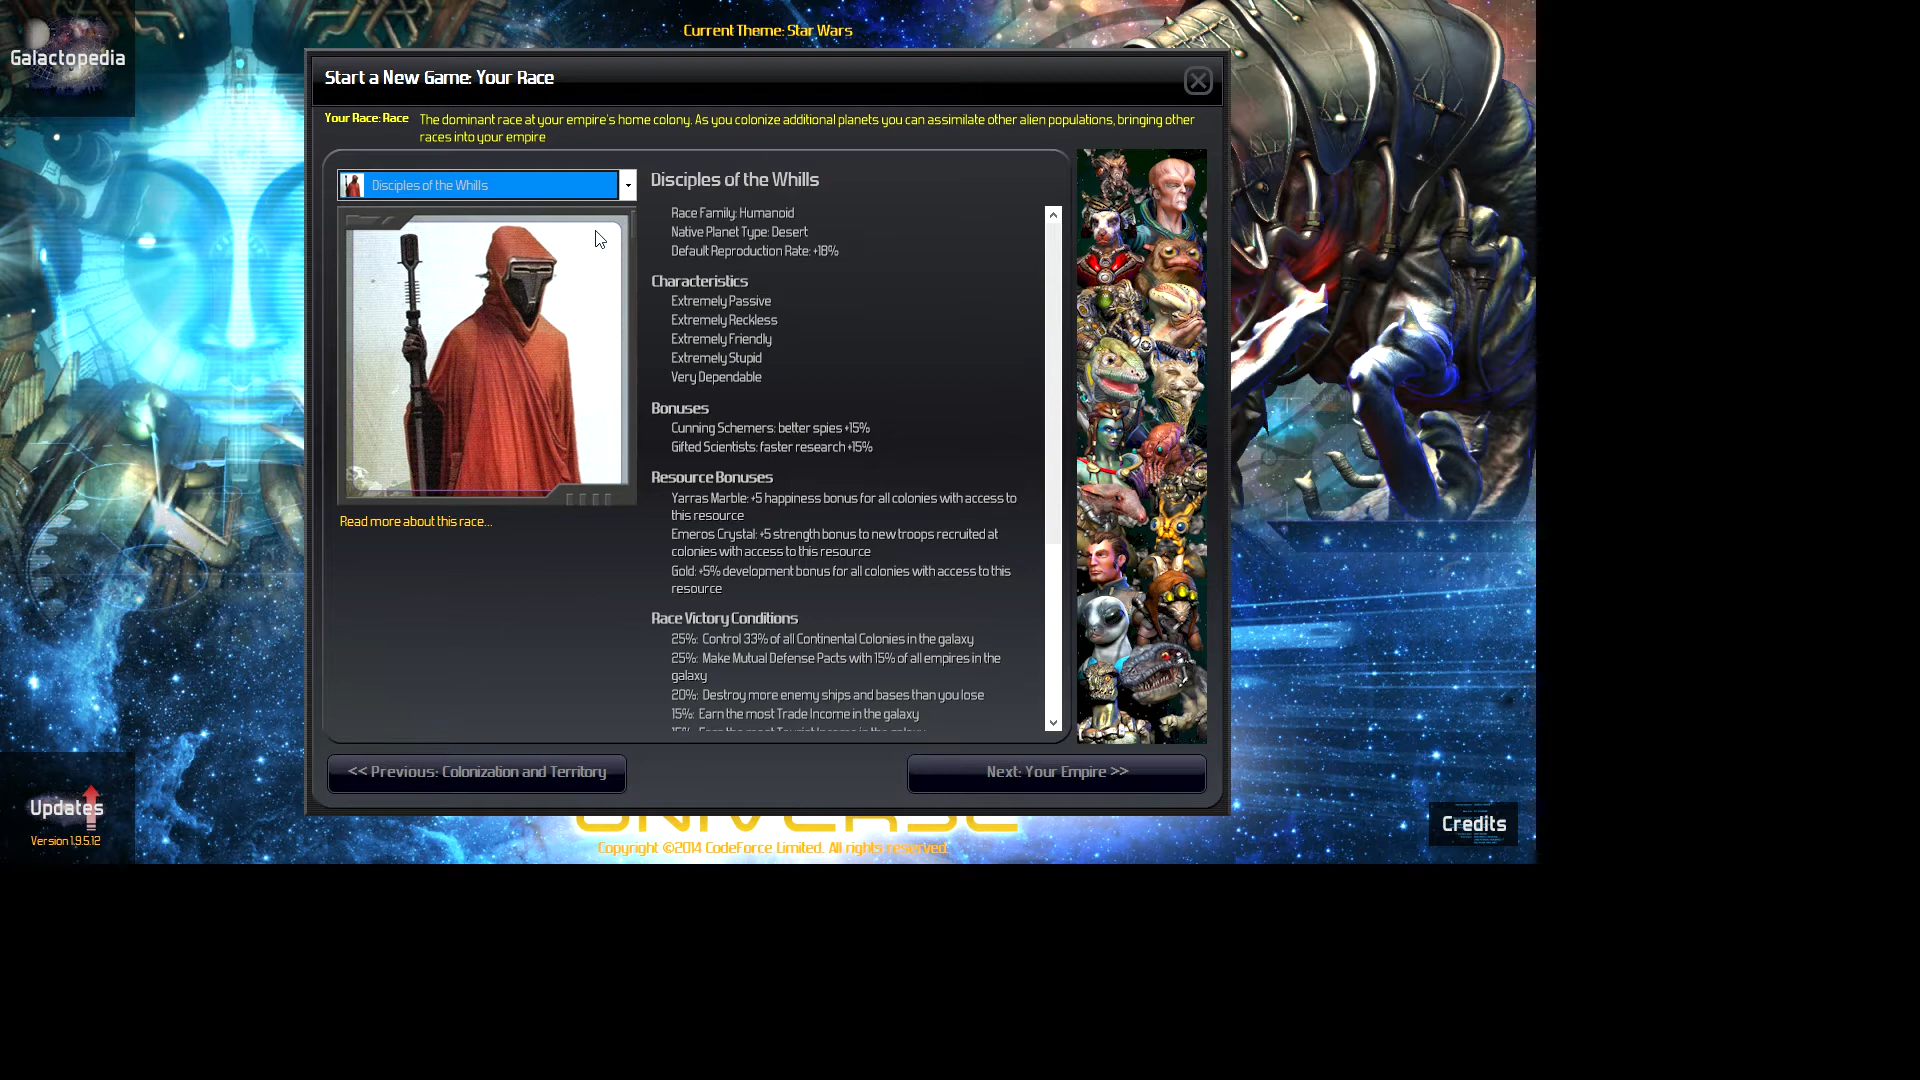 Current Theme: Star Wars
Galactopedia
Start a New Game: Your Race
Your Race: Race
The dominant race at your empire's home colony. As you colonize additional planets you can assimilate other alien populations, bringing other
races into your empire
Disciples of the Whills
Disciples of the Whills
Race Family: Humanoid
Native Planet Type: Desert
Default Reproduction Rate: +18%
Characteristics
Extremely Passive
Extremely Reckless
Extremely Friendly
Extremely Stupid
Very Dependable
Bonuses
Cunning Schemers: better spies +15%
Gifted Scientists: faster research +15%
Resource Bonuses
Yarras Marble: +5 happiness bonus for all colonies with access to
this resource
Emeros Crystal: +5 strength bonus to new troops recruited at
colonies with access to this resource
Gold: +5% development bonus for all colonies with access to this
resource
Race Victory Conditions
25%: Control 33% of all Continental Colonies in the galaxy
25%: Make Mutual Defense Pacts with 15% of all empires in the
galaxy
20%: Destroy more enemy ships and bases than you lose
15%: Earn the most Trade Income in the galaxy
15%: Earn the most Tourist Income in the galaxy
Read more about this race...
<< Previous: Colonization and Territory
Next: Your Empire >>
Updates
Version 1.9.5.12
UNIVERSE
Copyright ©2014 CodeForce Limited. All rights reserved.
Credits